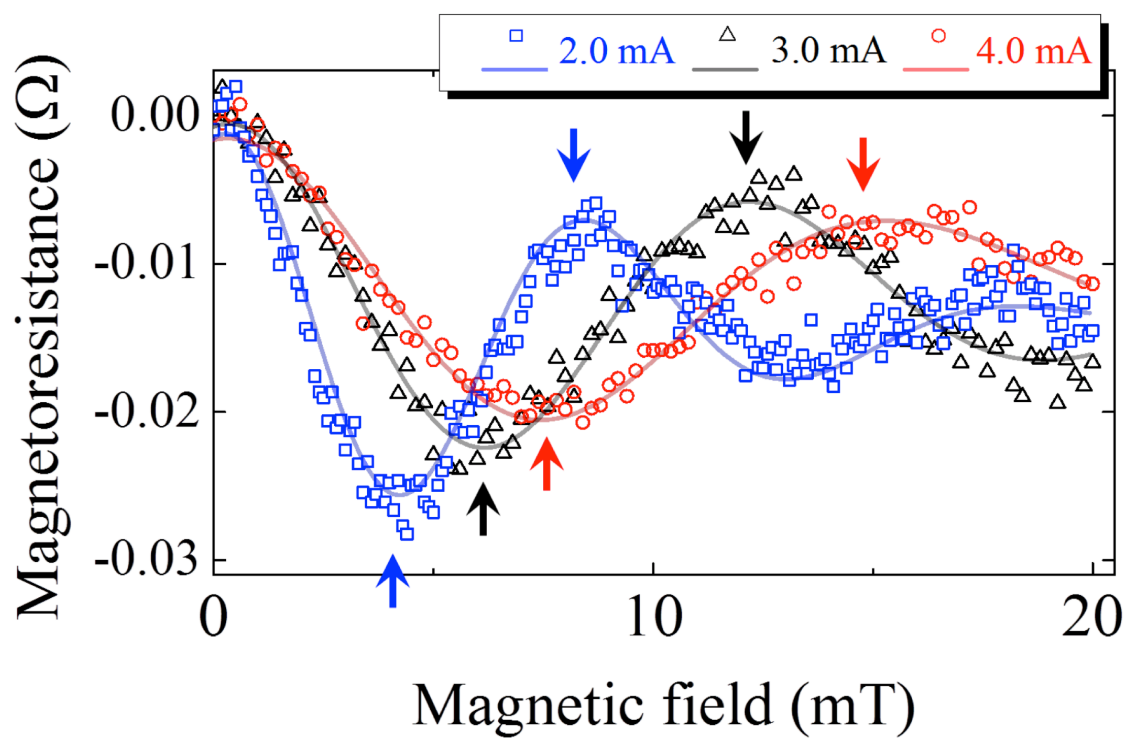 2.0 mA 3.0 mA 4.0 mA
Magnetoresistance (Ω)
0.00
-0.01
-0.02
-0.03
0 10 20
Magnetic field (mT)